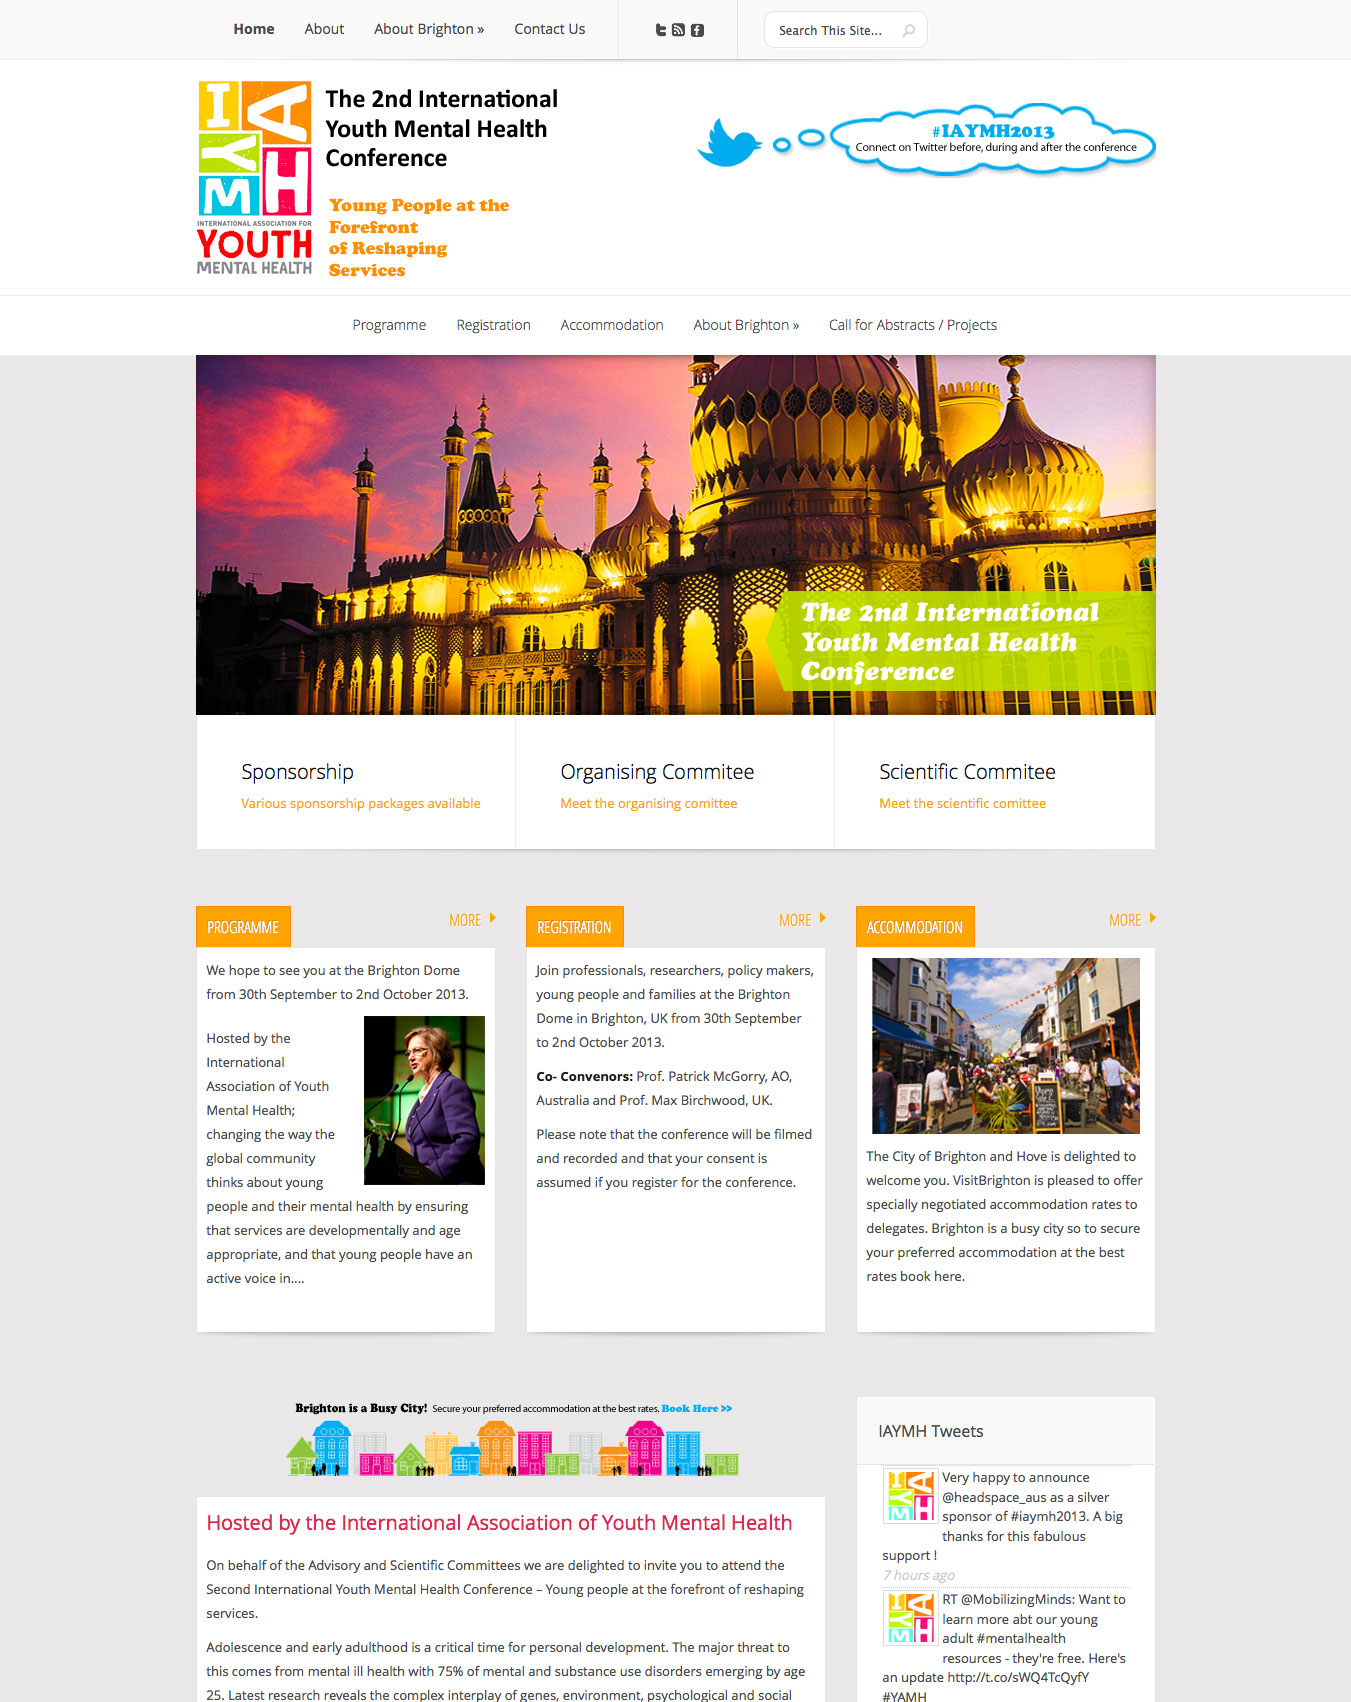 Home About About Brighton » Contact Us Search This Site...
IAYMH
INTERNATIONAL ASSOCIATION FOR
YOUTH
MENTAL HEALTH
The 2nd International
Youth Mental Health
Conference
Young People at the
Forefront
of Reshaping
Services
#IAYMH2013
Connect on Twitter before, during and after the conference
Programme Registration Accommodation About Brighton » Call for Abstracts / Projects
The 2nd International
Youth Mental Health
Conference
Sponsorship
Various sponsorship packages available
Organising Commitee
Meet the organising comittee
Scientific Commitee
Meet the scientific comittee
PROGRAMME MORE
We hope to see you at the Brighton Dome
from 30th September to 2nd October 2013.
Hosted by the
International
Association of Youth
Mental Health;
changing the way the
global community
thinks about young
people and their mental health by ensuring
that services are developmentally and age
appropriate, and that young people have an
active voice in....
REGISTRATION MORE
Join professionals, researchers, policy makers,
young people and families at the Brighton
Dome in Brighton, UK from 30th September
to 2nd October 2013.
Co- Convenors: Prof. Patrick McGorry, AO,
Australia and Prof. Max Birchwood, UK.
Please note that the conference will be filmed
and recorded and that your consent is
assumed if you register for the conference.
ACCOMMODATION MORE
The City of Brighton and Hove is delighted to
welcome you. VisitBrighton is pleased to offer
specially negotiated accommodation rates to
delegates. Brighton is a busy city so to secure
your preferred accommodation at the best
rates book here.
Brighton is a Busy City! Secure your preferred accommodation at the best rates. Book Here >>
Hosted by the International Association of Youth Mental Health
On behalf of the Advisory and Scientific Committees we are delighted to invite you to attend the
Second International Youth Mental Health Conference – Young people at the forefront of reshaping
services.
Adolescence and early adulthood is a critical time for personal development. The major threat to
this comes from mental ill health with 75% of mental and substance use disorders emerging by age
25. Latest research reveals the complex interplay of genes, environment, psychological and social
IAYMH Tweets
IAYMH
Very happy to announce
@headspace_aus as a silver
sponsor of #iaymh2013. A big
thanks for this fabulous
support !
7 hours ago
IAYMH
RT @MobilizingMinds: Want to
learn more abt our young
adult #mentalhealth
resources - they're free. Here's
an update http://t.co/sWQ4TcQyfY
#YAMH